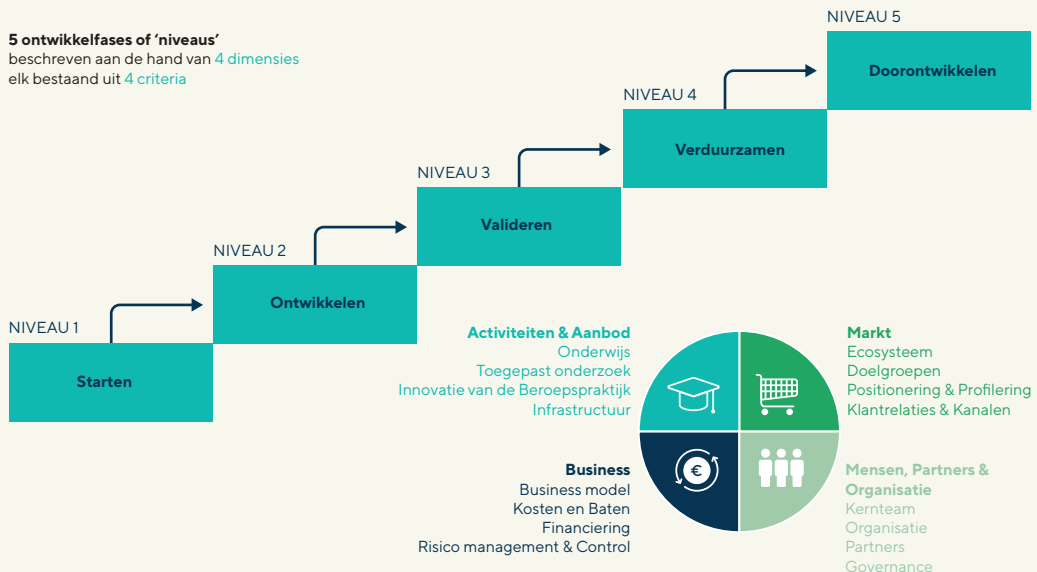 5 ontwikkelfases of ‘niveaus’
beschreven aan de hand van 4 dimensies
elk bestaand uit 4 criteria
NIVEAU 5
Doorontwikkelen
NIVEAU 4
Verduurzamen
NIVEAU 3
Valideren
NIVEAU 2
Ontwikkelen
NIVEAU 1
Starten
Activiteiten & Aanbod
Onderwijs
Toegepast onderzoek
Innovatie van de Beroepspraktijk
Infrastructuur
Markt
Ecosysteem
Doelgroepen
Positionering & Profilering
Klantrelaties & Kanalen
Business
Business model
Kosten en Baten
Financiering
Risico management & Control
€
Mensen, Partners &
Organisatie
Kernteam
Organisatie
Partners
Governance